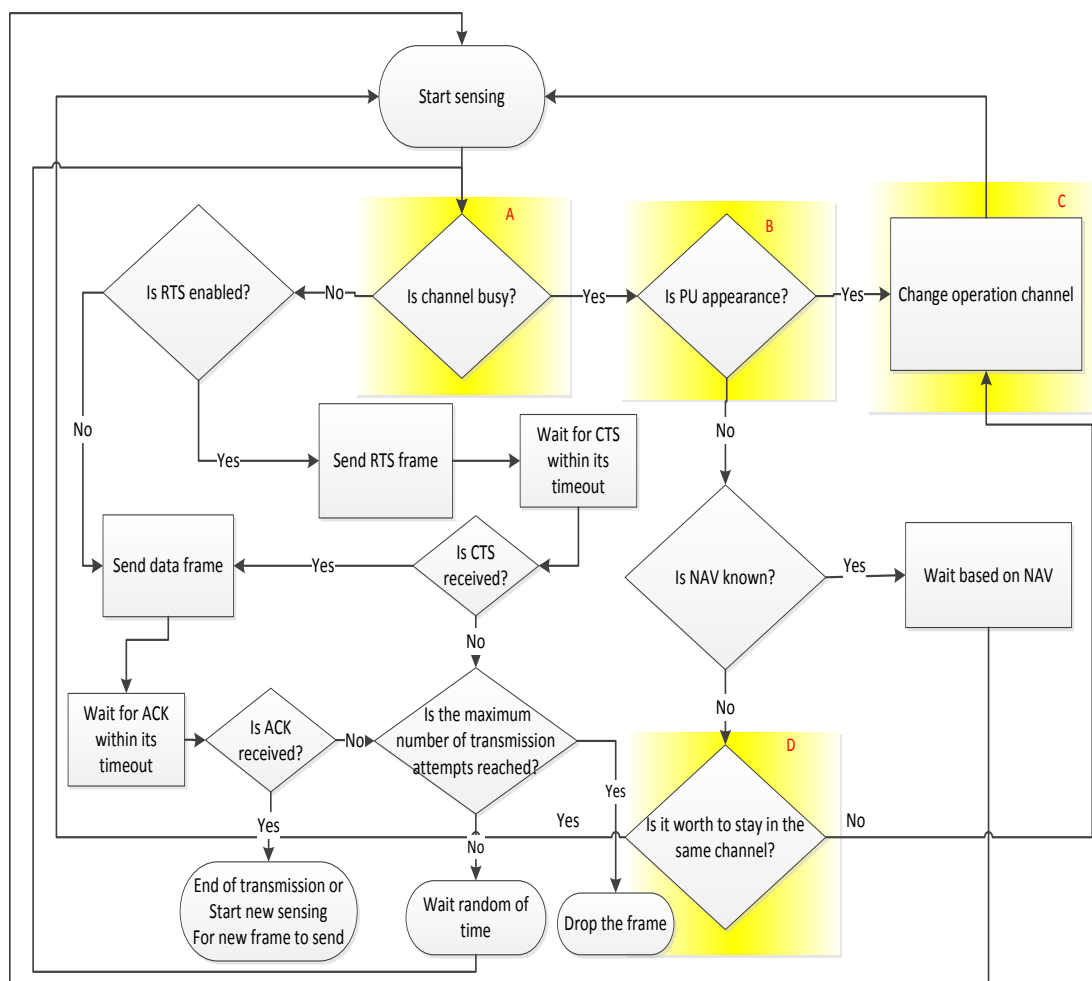 Start sensing
A
B
C
Is RTS enabled?
No
Is channel busy?
Yes
Is PU appearance?
Yes
Change operation channel
No
Yes
Send RTS frame
Wait for CTS
within its
timeout
No
Send data frame
Yes
Is CTS
received?
Is NAV known?
Yes
Wait based on NAV
No
No
Wait for ACK
within its
timeout
Is ACK
received?
No
Is the maximum
number of transmission
attempts reached?
D
Yes
Yes
Yes
Is it worth to stay in the
same channel?
No
No
End of transmission or
Start new sensing
For new frame to send
Wait random of
time
Drop the frame